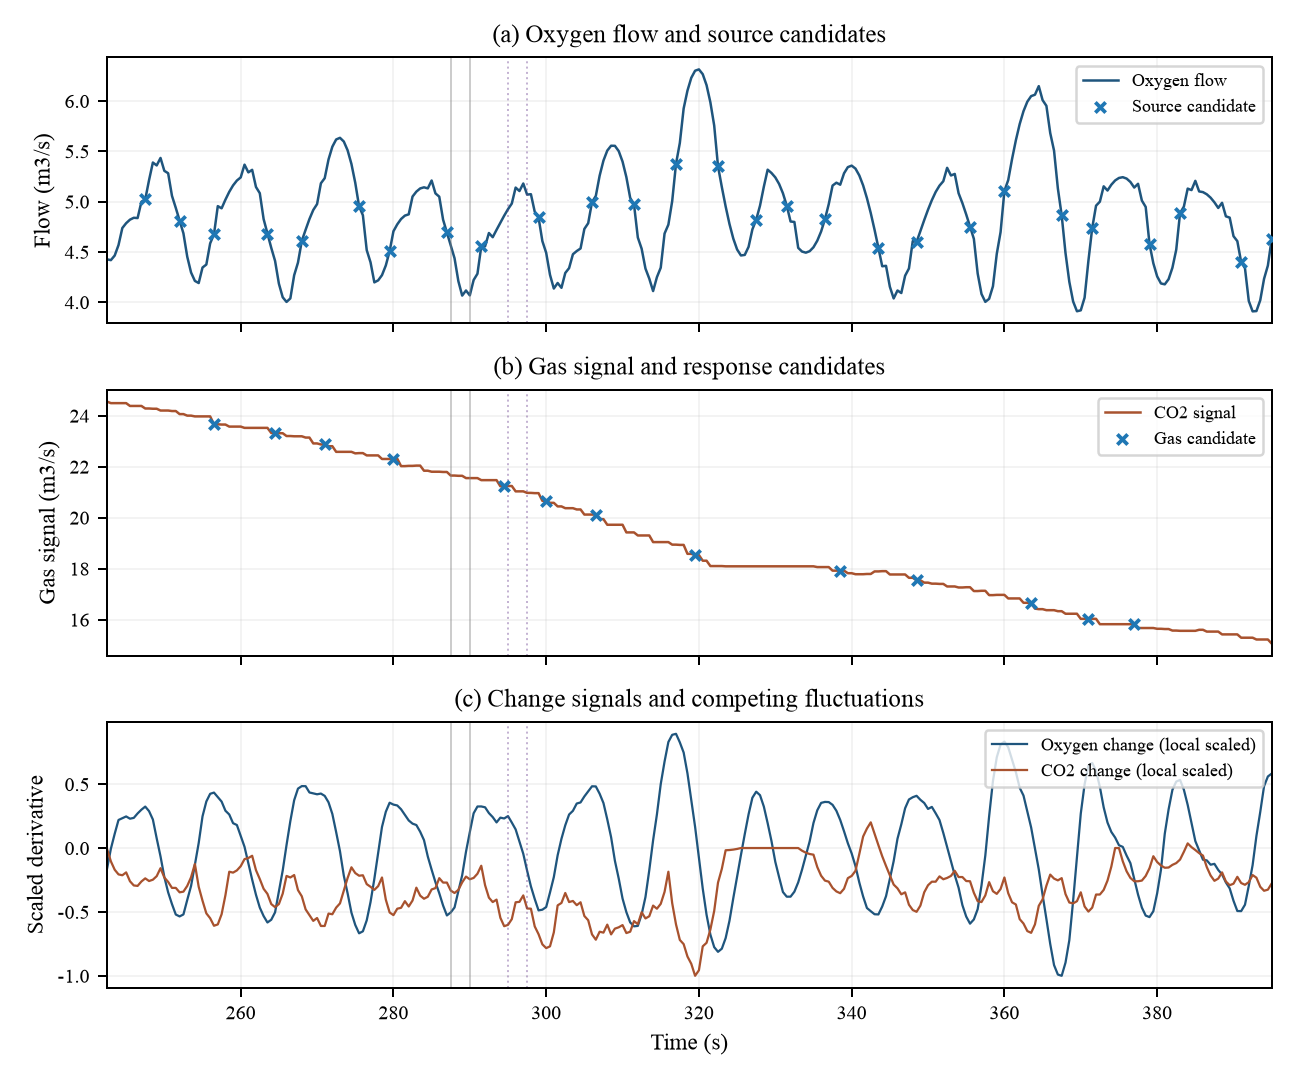 (a) Oxygen flow and source candidates
Flow (m3/s)
6.0
5.5
5.0
4.5
4.0
Oxygen flow
Source candidate
(b) Gas signal and response candidates
Gas signal (m3/s)
24
22
20
18
16
CO2 signal
Gas candidate
(c) Change signals and competing fluctuations
Scaled derivative
0.5
0.0
-0.5
-1.0
Oxygen change (local scaled)
CO2 change (local scaled)
260
280
300
320
340
360
380
Time (s)